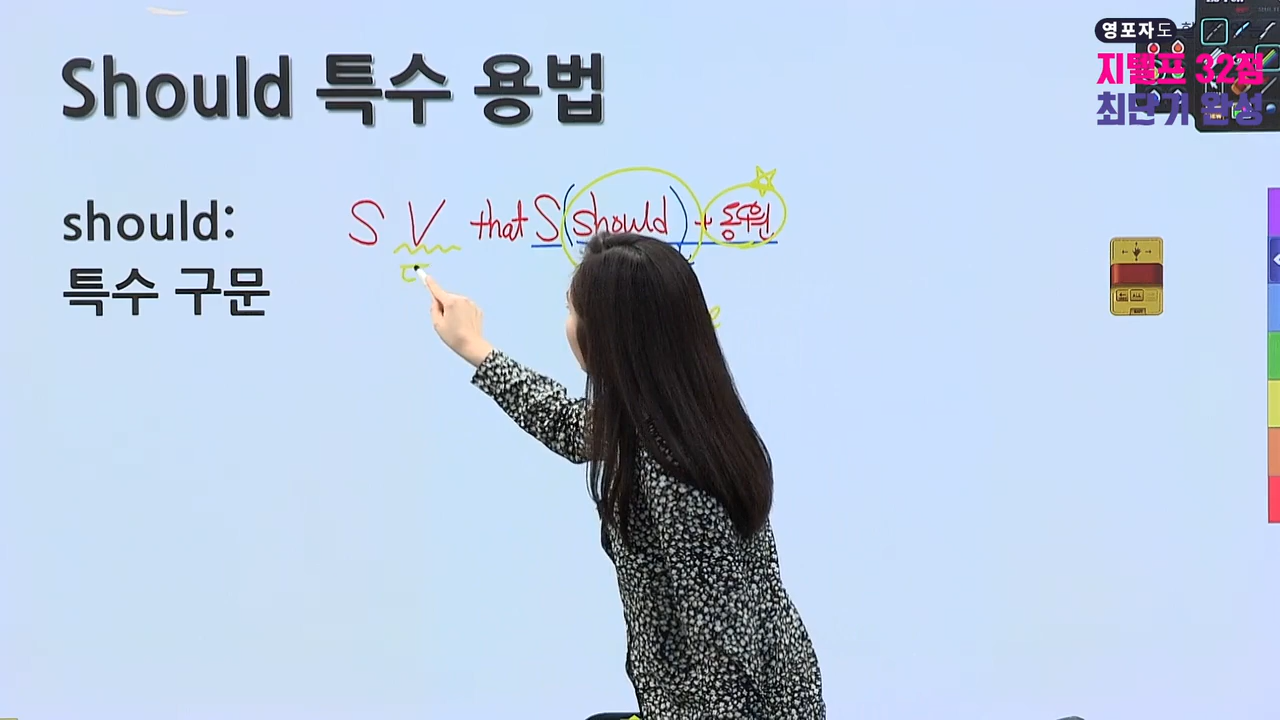 영포자도
지텔프 32점
최단기 완성
Should 특수 용법
should:
특수 구문
S V that S (should) + 동원